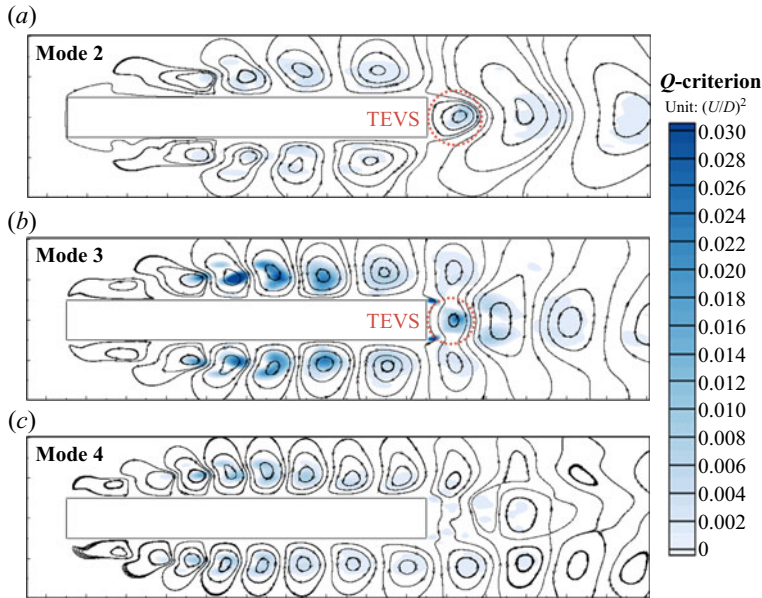 (a)
Mode 2
TEVS
(b)
Mode 3
TEVS
(c)
Mode 4
Q-criterion
Unit: (U/D)²
0.030
0.028
0.026
0.024
0.022
0.020
0.018
0.016
0.014
0.012
0.010
0.008
0.006
0.004
0.002
0